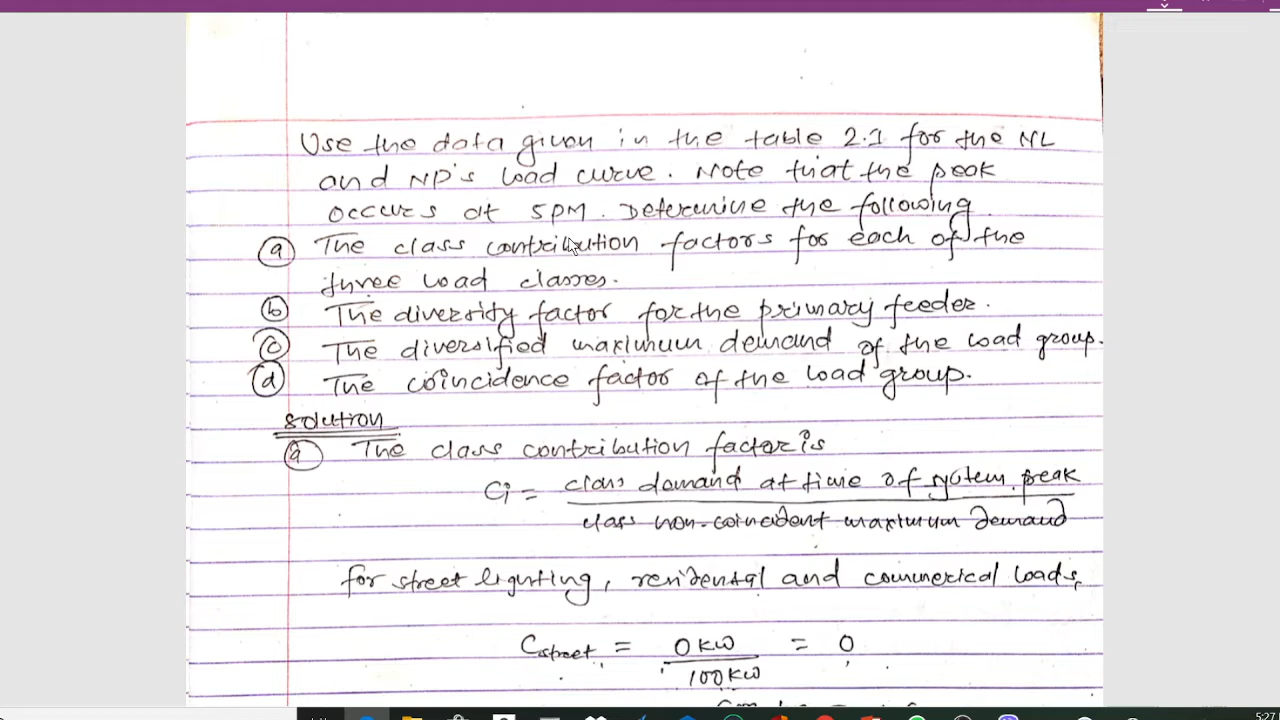 Use the data given in the table 2.1 for the NL
and NP's load curve. Note that the peak
occurs at 5PM. Determine the following
(a) The class contribution factors for each of the
three load classes.
(b) The diversity factor for the primary feeder.
(c) The diversified maximum demand of the load group.
(d) The coincidence factor of the load group.
solution
(a) The class contribution factor is
Ci = class demand at time of system peak
class non-coincident maximum demand
for street lighting, residental and commerical loads,
Cstreet = 0 kW = 0
100 kW
5:27